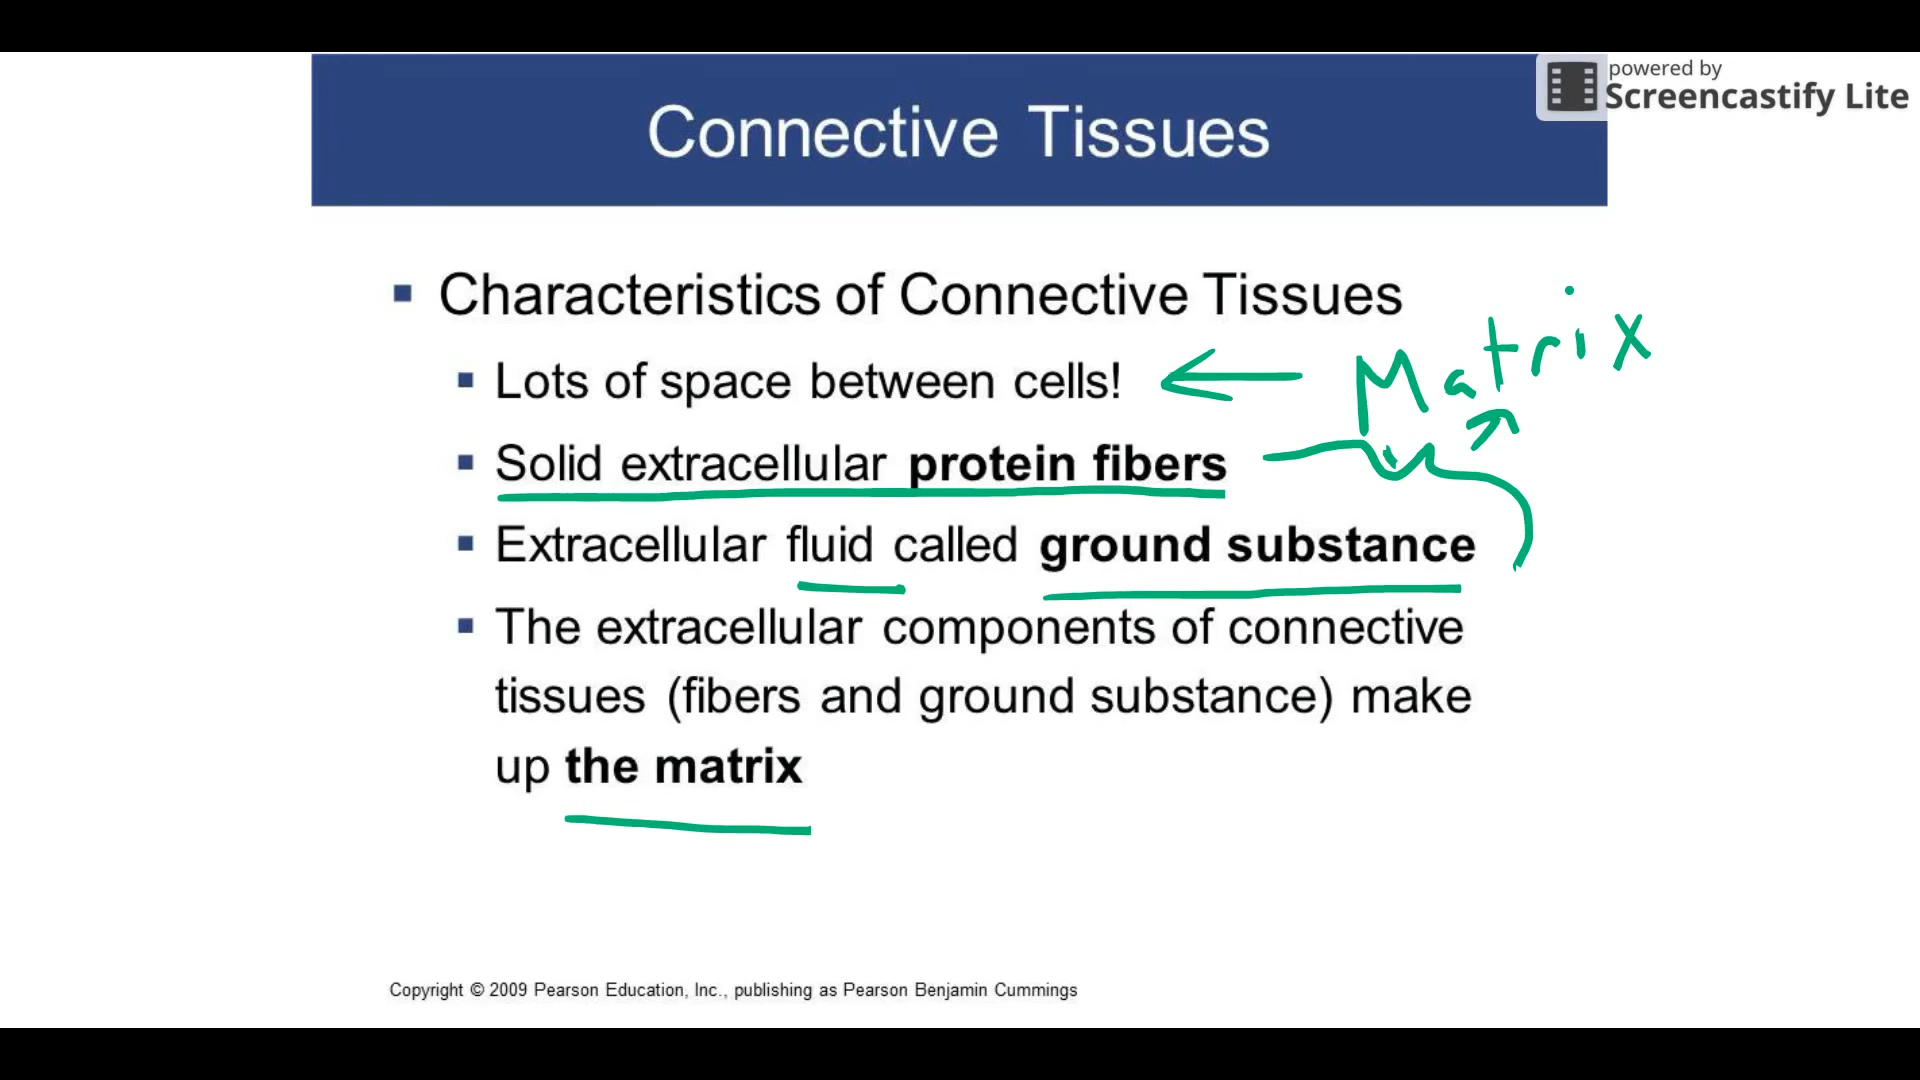 powered by
Screencastify Lite
Connective Tissues
Characteristics of Connective Tissues
Matrix
Lots of space between cells!
Solid extracellular protein fibers
Extracellular fluid called ground substance
The extracellular components of connective
tissues (fibers and ground substance) make
up the matrix
Copyright © 2009 Pearson Education, Inc., publishing as Pearson Benjamin Cummings